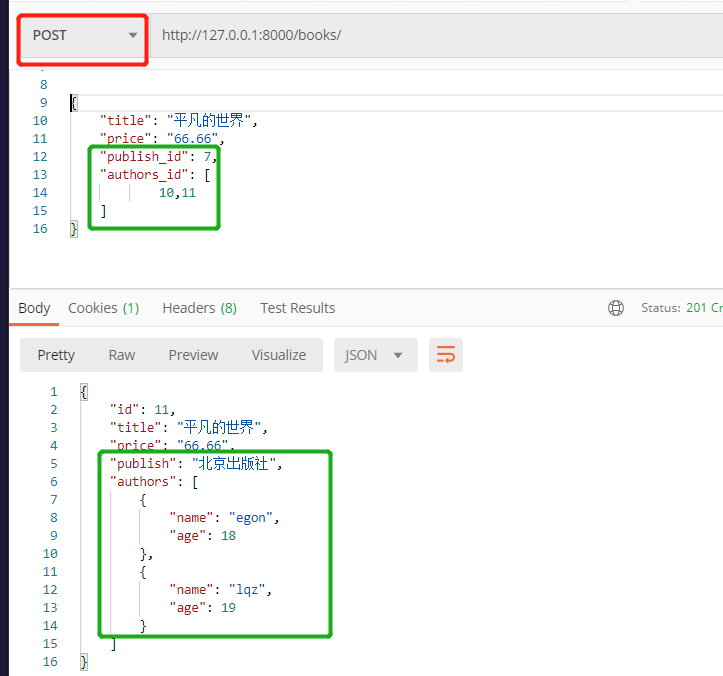 POST http://127.0.0.1:8000/books/
8
9 {
10 "title": "平凡的世界",
11 "price": "66.66",
12 "publish_id": 7,
13 "authors_id": [
14 10,11
15 ]
16 }
Body Cookies (1) Headers (8) Test Results Status: 201 Cr
Pretty Raw Preview Visualize JSON
1 {
2 "id": 11,
3 "title": "平凡的世界",
4 "price": "66.66",
5 "publish": "北京出版社",
6 "authors": [
7 {
8 "name": "egon",
9 "age": 18
10 },
11 {
12 "name": "lqz",
13 "age": 19
14 }
15 ]
16 }